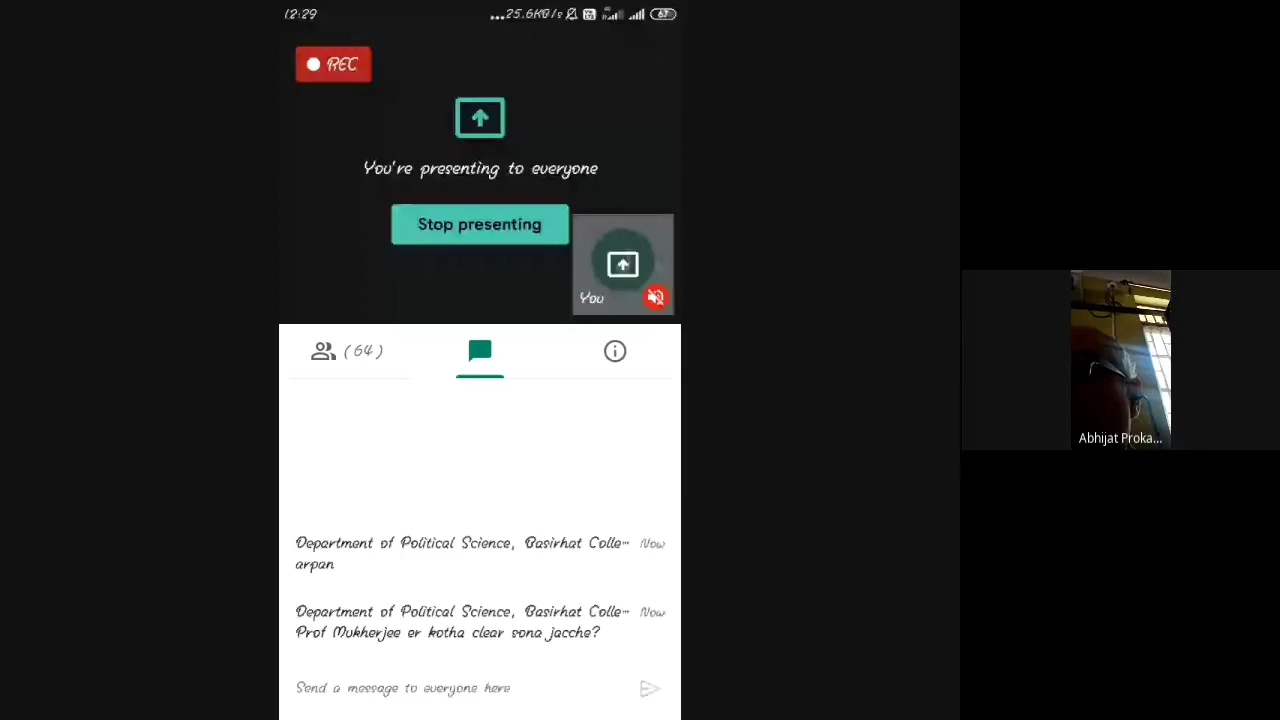 12:29
...25.6KB/s
67
REC
You're presenting to everyone
Stop presenting
You
(64)
Department of Political Science, Basirhat Colle... Now
arpan
Department of Political Science, Basirhat Colle... Now
Prof Mukherjee er kotha clear sona jacche?
Send a message to everyone here
Abhijat Proka...